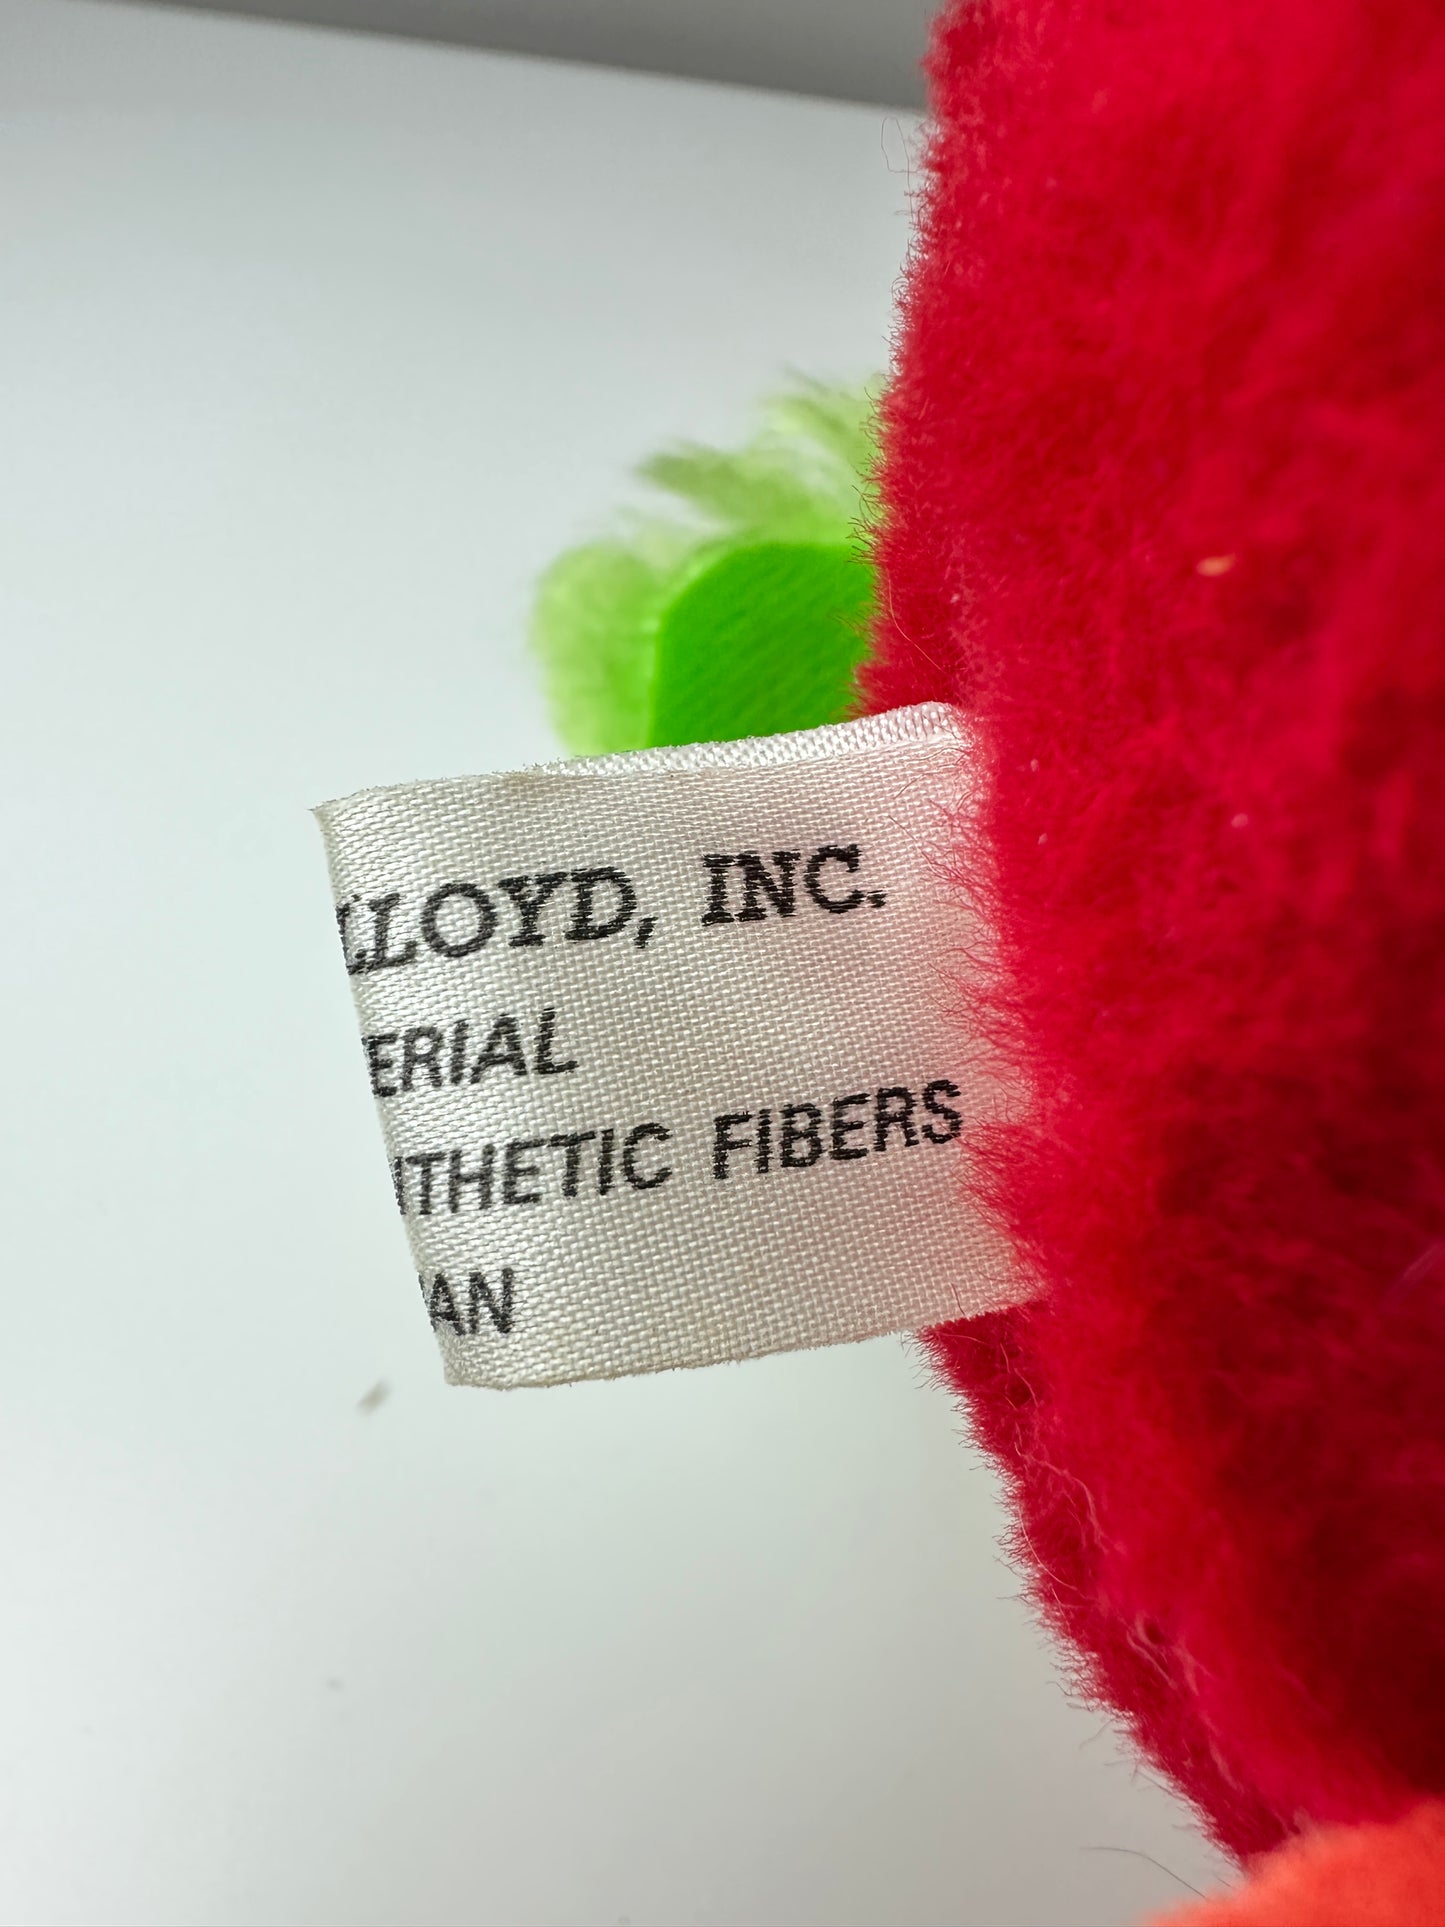 LLOYD, INC.
ERIAL
NTHETIC FIBERS
AN